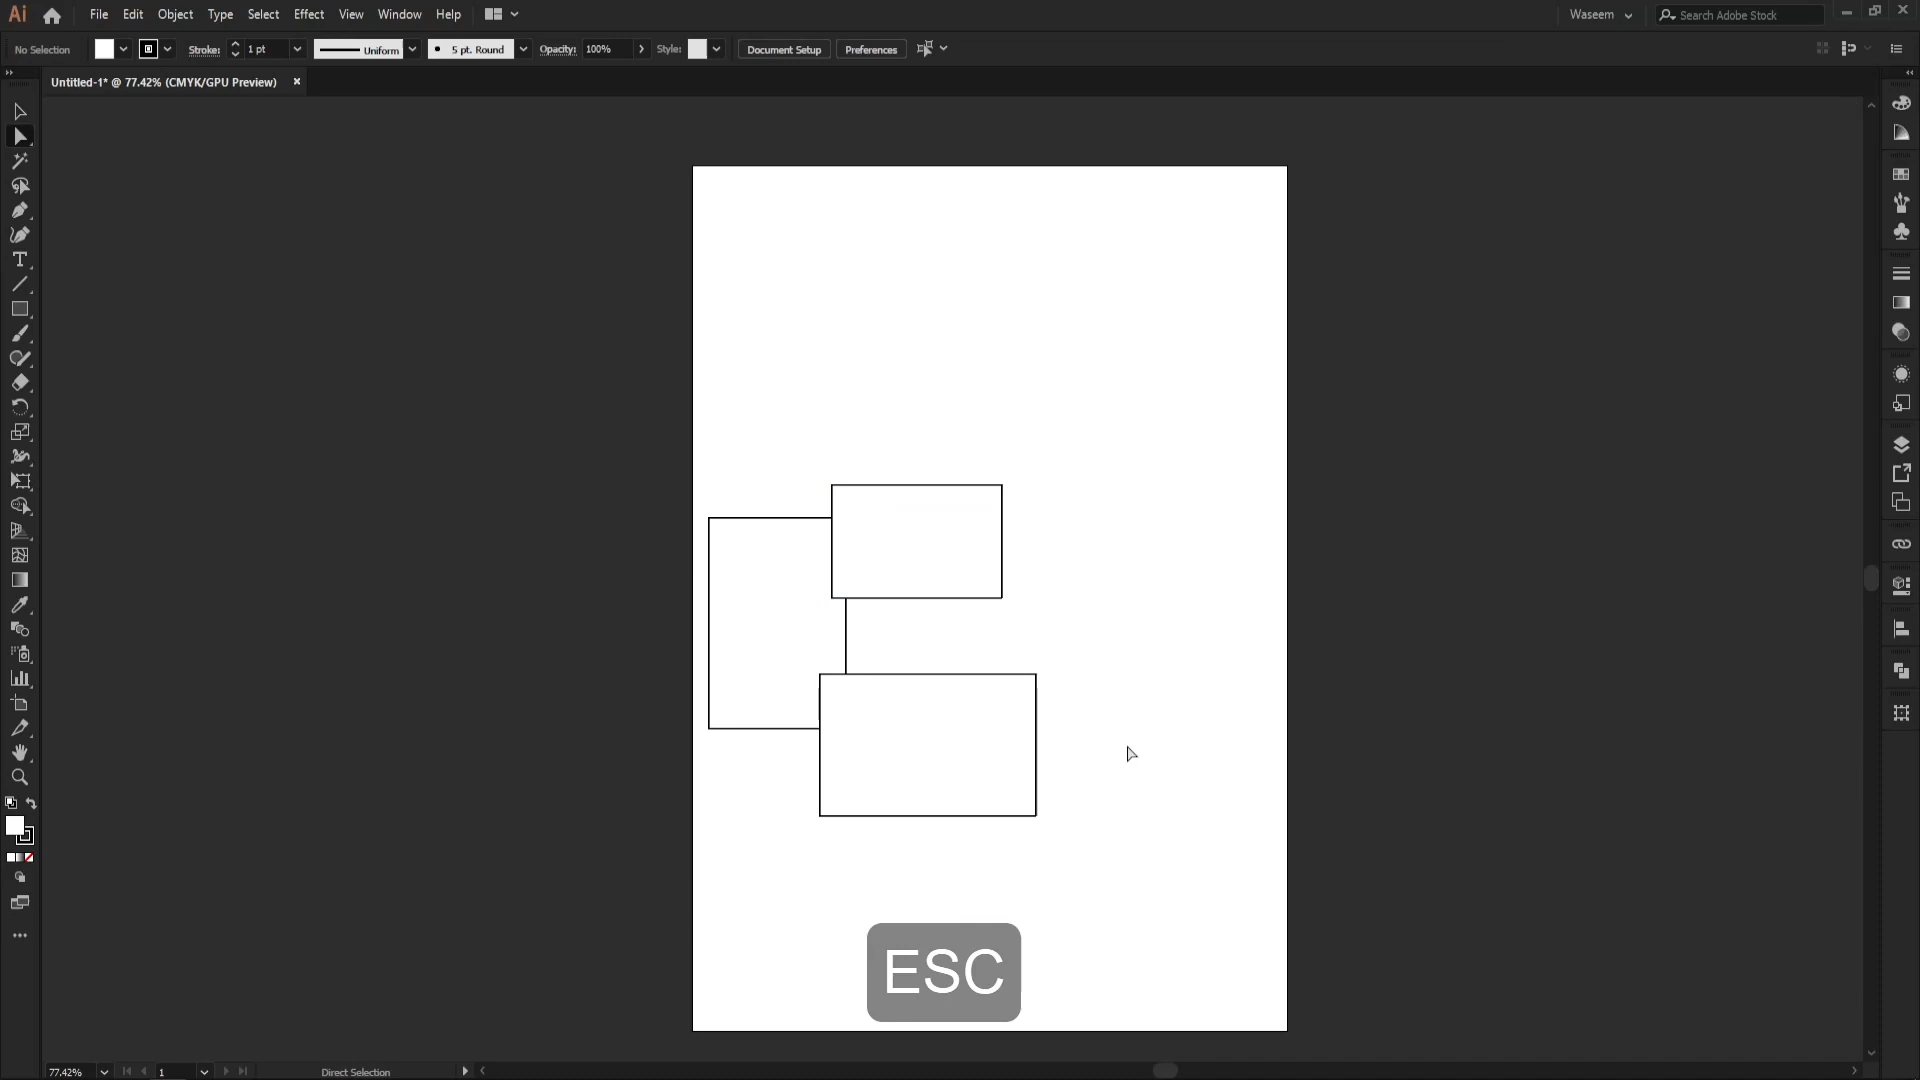 Ai File Edit Object Type Select Effect View Window Help Waseem Search Adobe Stock
No Selection Stroke: 1 pt Uniform 5 pt. Round Opacity: 100% Style: Document Setup Preferences
Untitled-1* @ 77.42% (CMYK/GPU Preview)
ESC
77.42% 1 Direct Selection